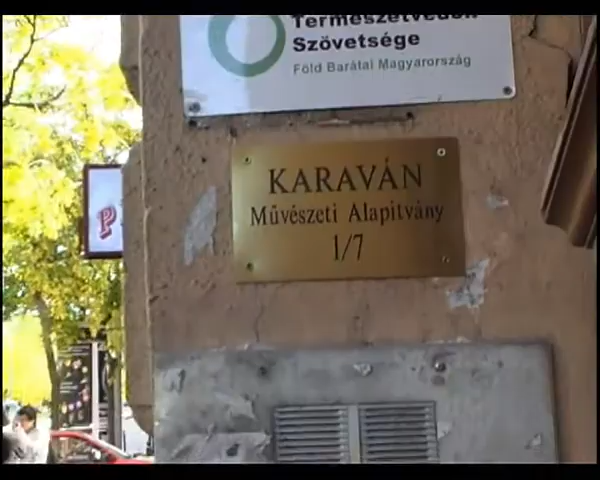 Természetvédők
Szövetsége
Föld Barátai Magyarország
KARAVÁN
Művészeti Alapítvány
1/7
P